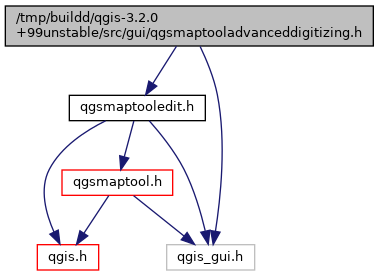 /tmp/buildd/qgis-3.2.0
+99unstable/src/gui/qgsmaptooladvanceddigitizing.h
qgsmaptooledit.h
qgsmaptool.h
qgis.h
qgis_gui.h